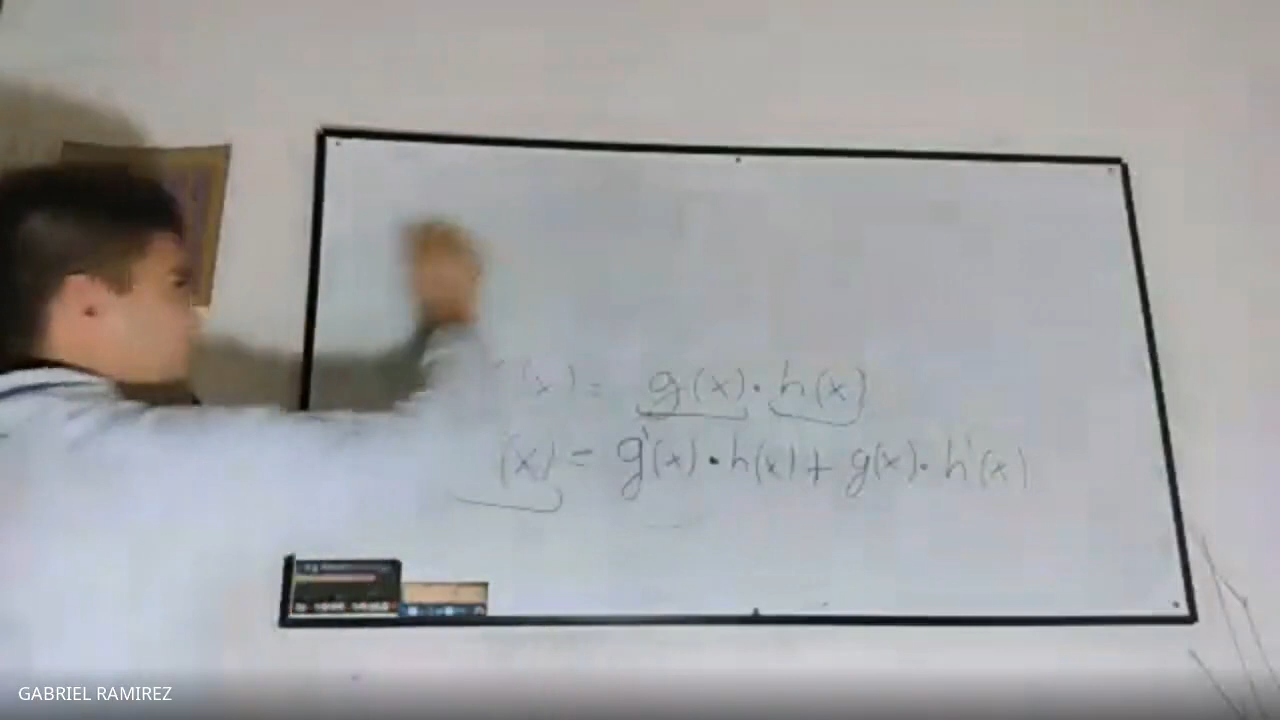 (x) = g(x) · h(x)
(x) = g'(x) · h(x) + g(x) · h'(x)
GABRIEL RAMIREZ